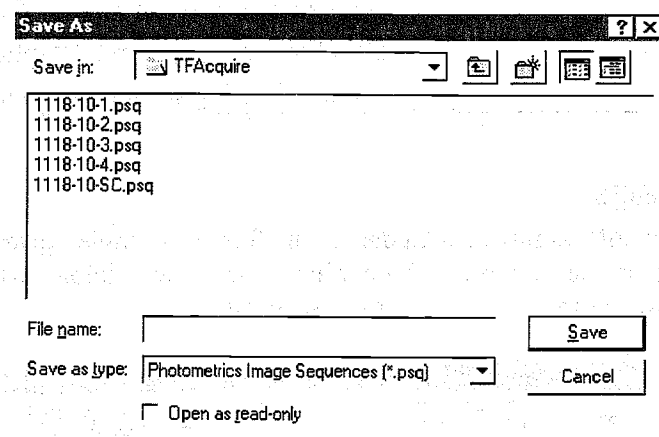 Save As
Save in: TFAcquire
1118-10-1.psq
1118-10-2.psq
1118-10-3.psq
1118-10-4.psq
1118-10-SC.psq
File name: Save
Save as type: Photometrics Image Sequences (*.psq) Cancel
Open as read-only